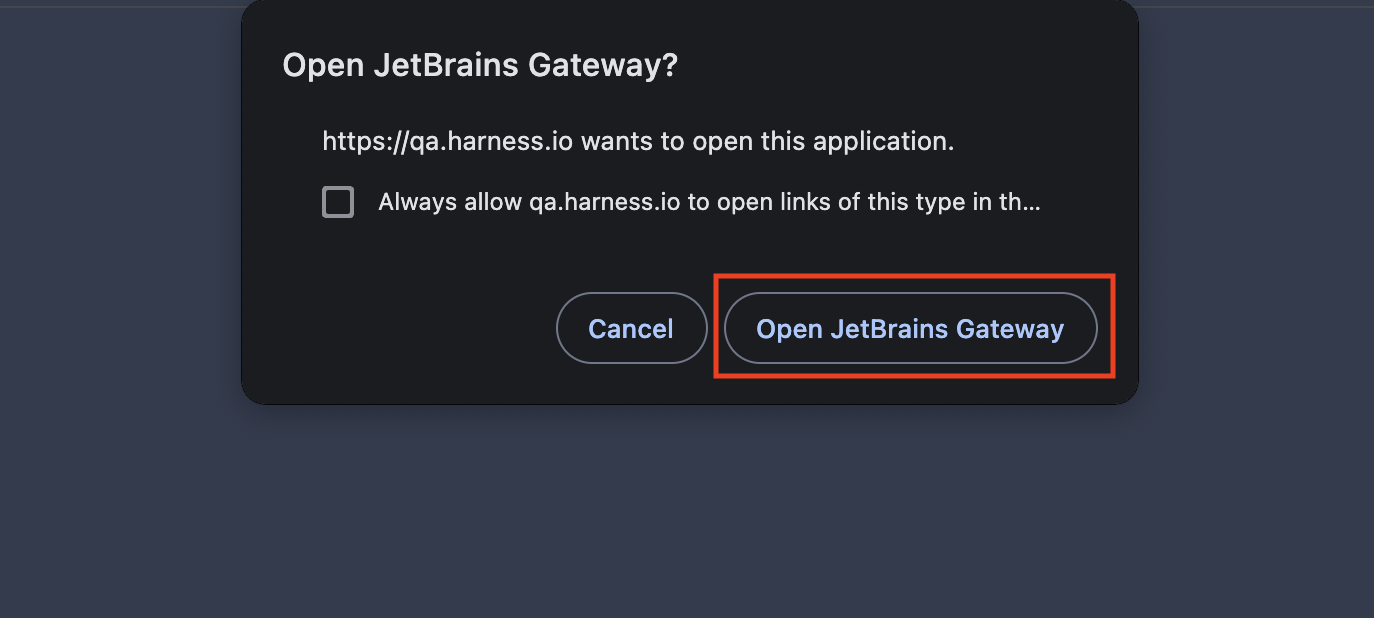 Open JetBrains Gateway?
https://qa.harness.io wants to open this application.
Always allow qa.harness.io to open links of this type in th...
Cancel
Open JetBrains Gateway